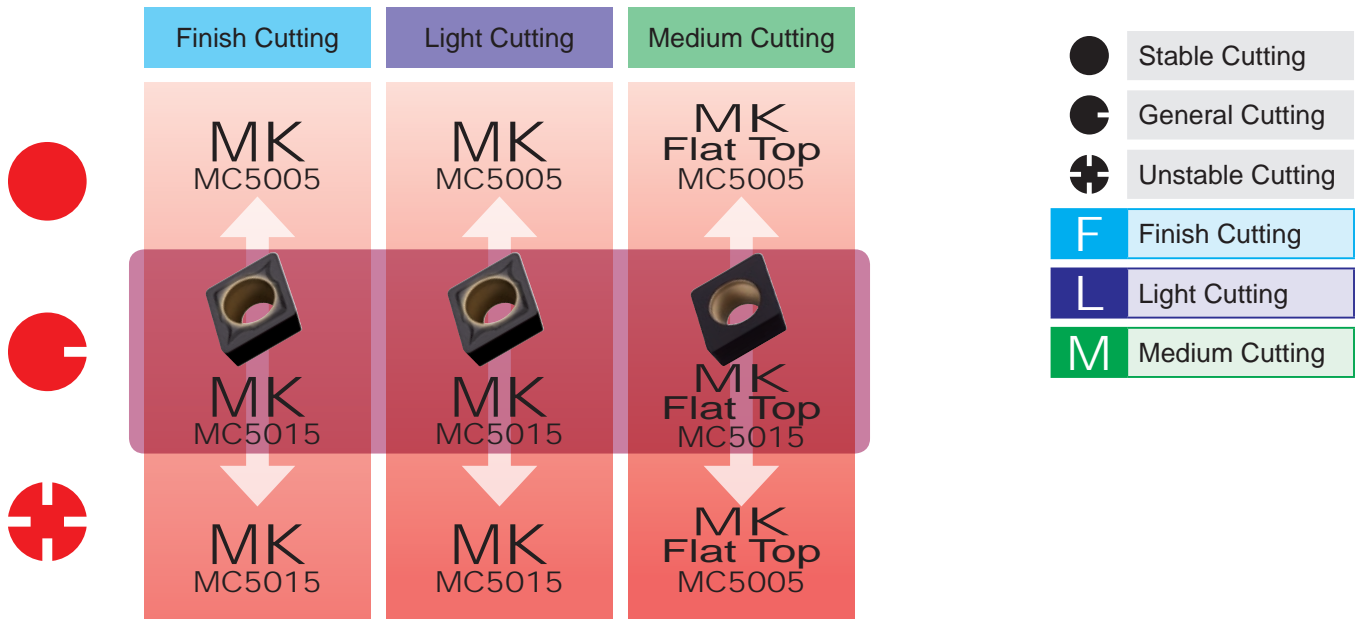 Finish Cutting
Light Cutting
Medium Cutting
MK
MC5005
MK
MC5005
MK
Flat Top
MC5005
MK
MC5015
MK
MC5015
MK
Flat Top
MC5015
MK
MC5015
MK
MC5015
MK
Flat Top
MC5005
Stable Cutting
General Cutting
Unstable Cutting
F Finish Cutting
L Light Cutting
M Medium Cutting